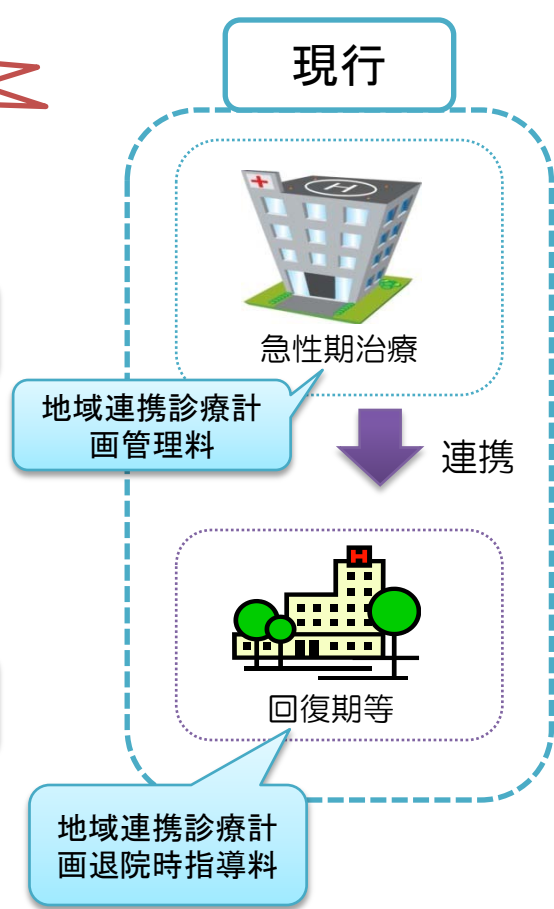 現行
H
急性期治療
地域連携診療計
画管理料
連携
H
回復期等
地域連携診療計
画退院時指導料